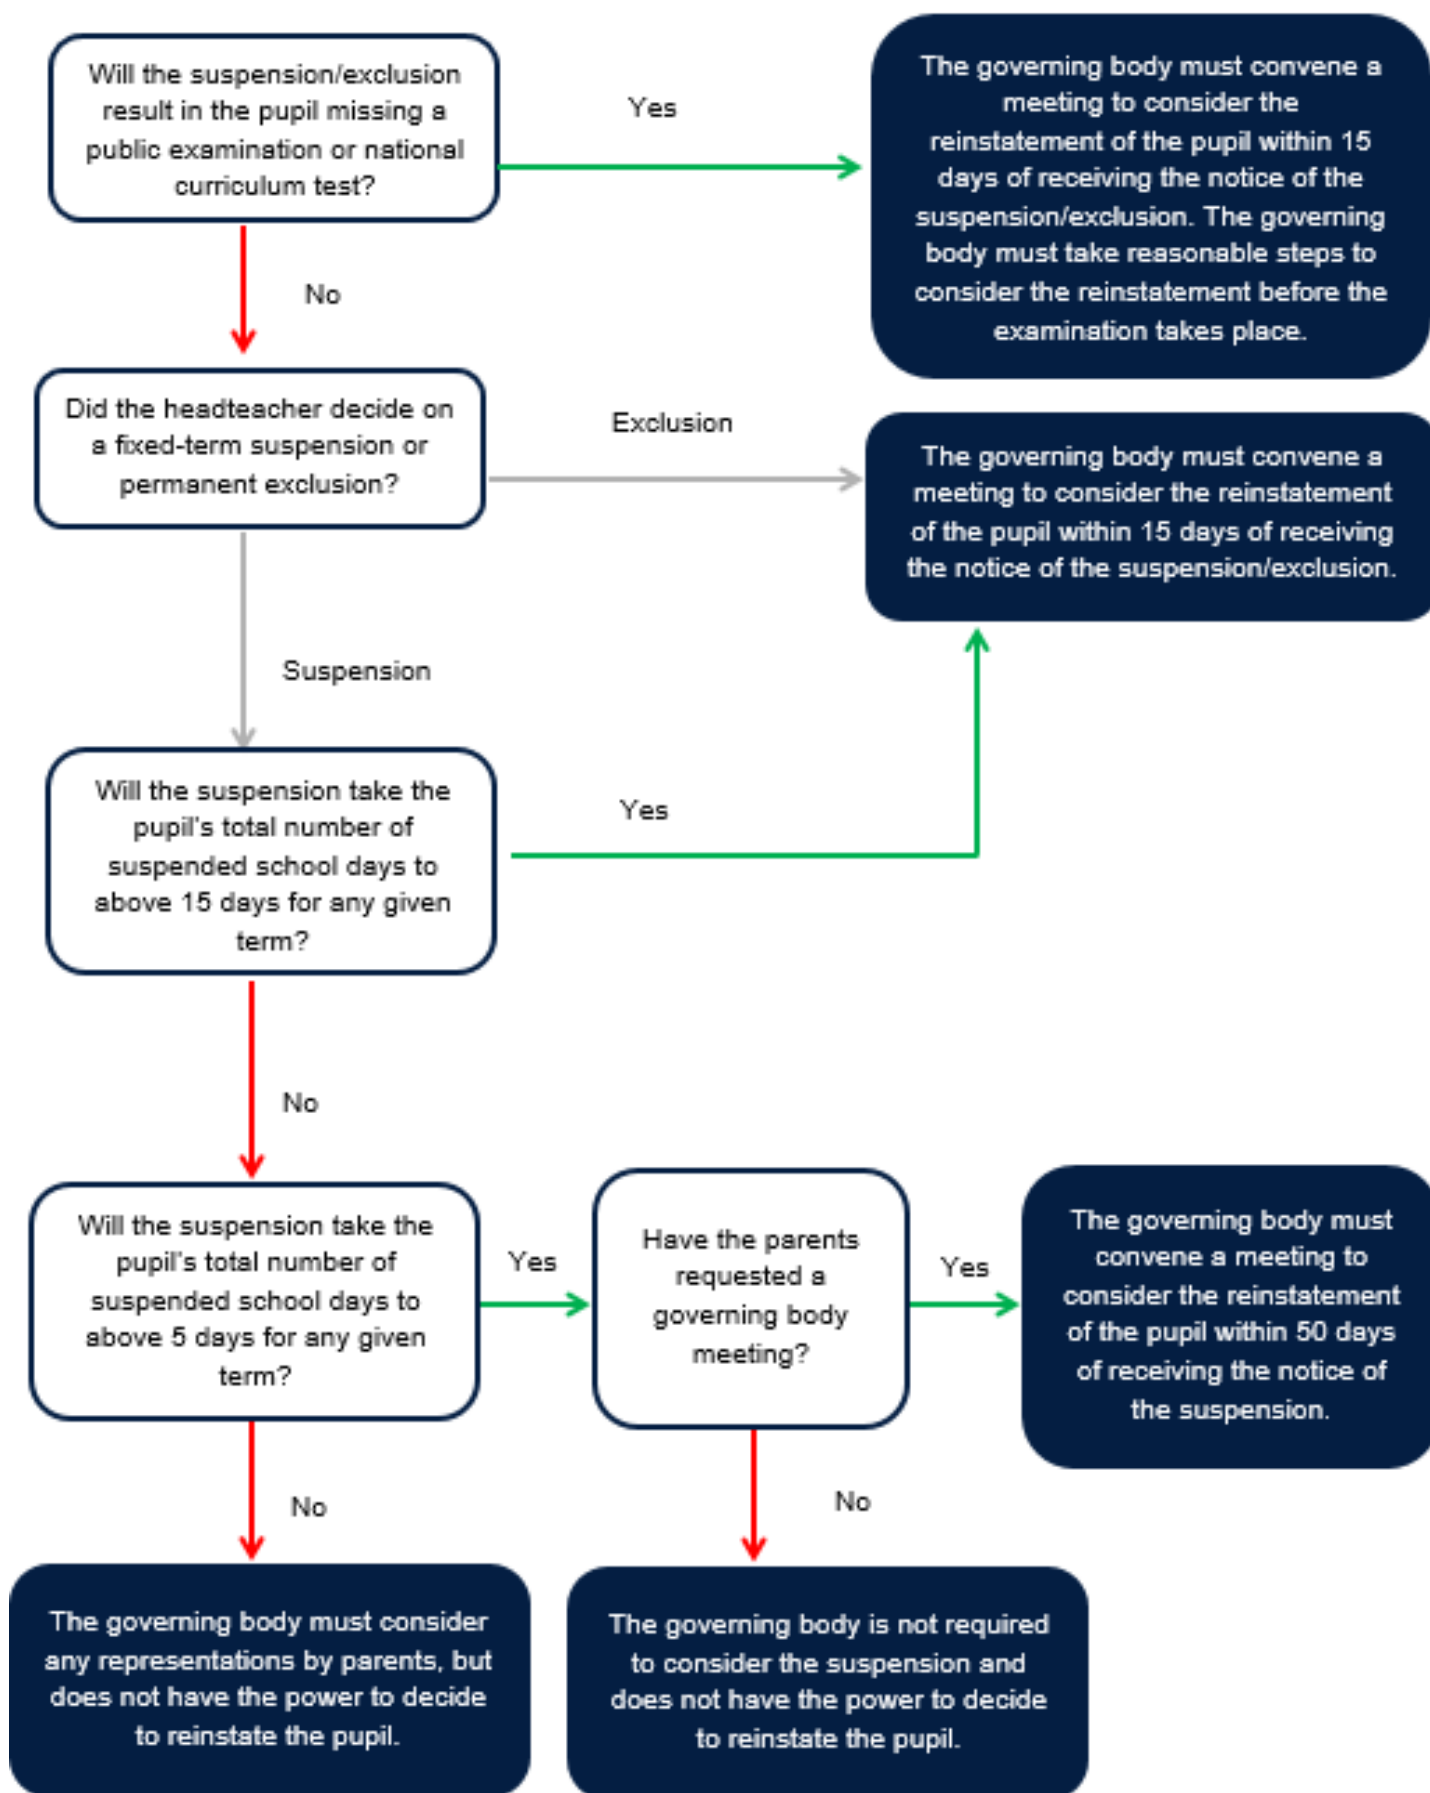 Will the suspension/exclusion
result in the pupil missing a
public examination or national
curriculum test?
Yes
The governing body must convene a
meeting to consider the
reinstatement of the pupil within 15
days of receiving the notice of the
suspension/exclusion. The governing
body must take reasonable steps to
consider the reinstatement before the
examination takes place.
No
Did the headteacher decide on
a fixed-term suspension or
permanent exclusion?
Exclusion
The governing body must convene a
meeting to consider the reinstatement
of the pupil within 15 days of receiving
the notice of the suspension/exclusion.
Suspension
Will the suspension take the
pupil's total number of
suspended school days to
above 15 days for any given
term?
Yes
No
Will the suspension take the
pupil's total number of
suspended school days to
above 5 days for any given
term?
Yes
Have the parents
requested a
governing body
meeting?
Yes
The governing body must
convene a meeting to
consider the reinstatement
of the pupil within 50 days
of receiving the notice of
the suspension.
No
No
The governing body must consider
any representations by parents, but
does not have the power to decide
to reinstate the pupil.
The governing body is not required
to consider the suspension and
does not have the power to decide
to reinstate the pupil.